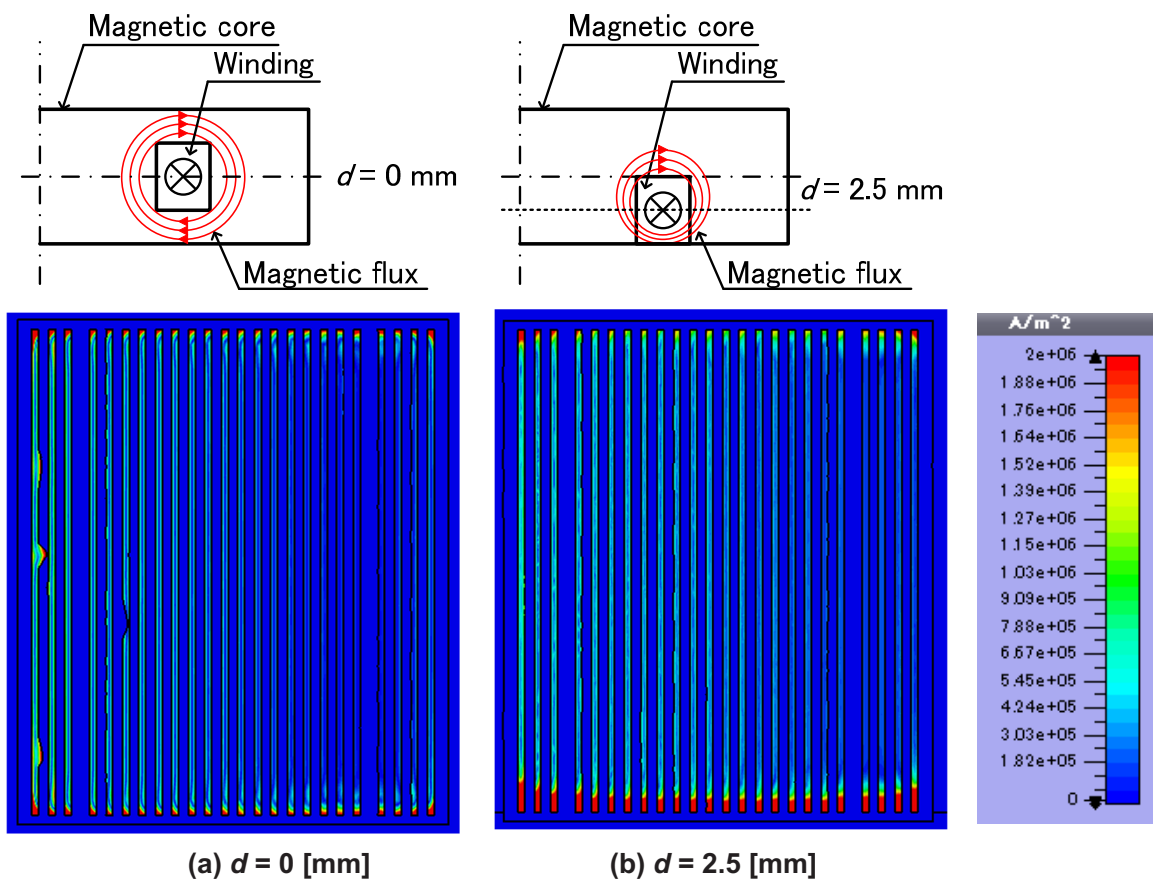 Magnetic core
Winding
d = 0 mm
Magnetic flux
Magnetic core
Winding
d = 2.5 mm
Magnetic flux
A/m^2
2e+06
1.88e+06
1.76e+06
1.64e+06
1.52e+06
1.39e+06
1.27e+06
1.15e+06
1.03e+06
9.09e+05
7.88e+05
6.67e+05
5.45e+05
4.24e+05
3.03e+05
1.82e+05
0
(a) d = 0 [mm]
(b) d = 2.5 [mm]